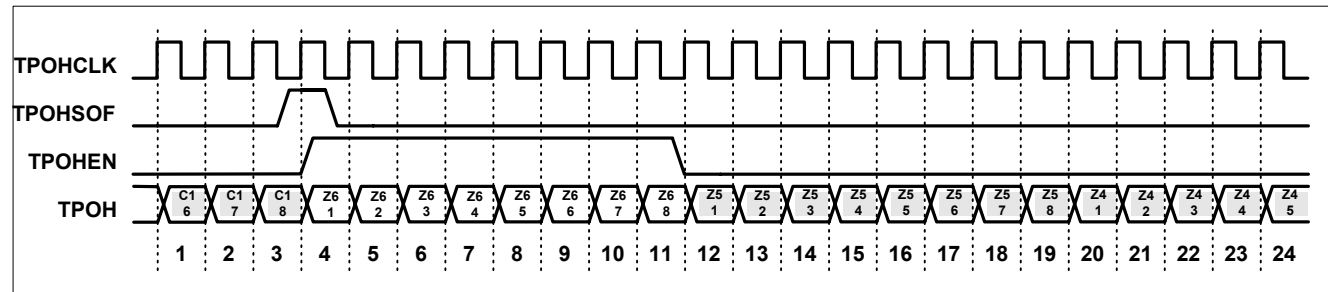 TPOHCLK
TPOHSOF
TPOHEN
TPOH
C1 C1 C1 Z6 Z6 Z6 Z6 Z6 Z6 Z6 Z6 Z5 Z5 Z5 Z5 Z5 Z5 Z5 Z5 Z4 Z4 Z4 Z4 Z4
6 7 8 1 2 3 4 5 6 7 8 1 2 3 4 5 6 7 8 1 2 3 4 5
1 2 3 4 5 6 7 8 9 10 11 12 13 14 15 16 17 18 19 20 21 22 23 24